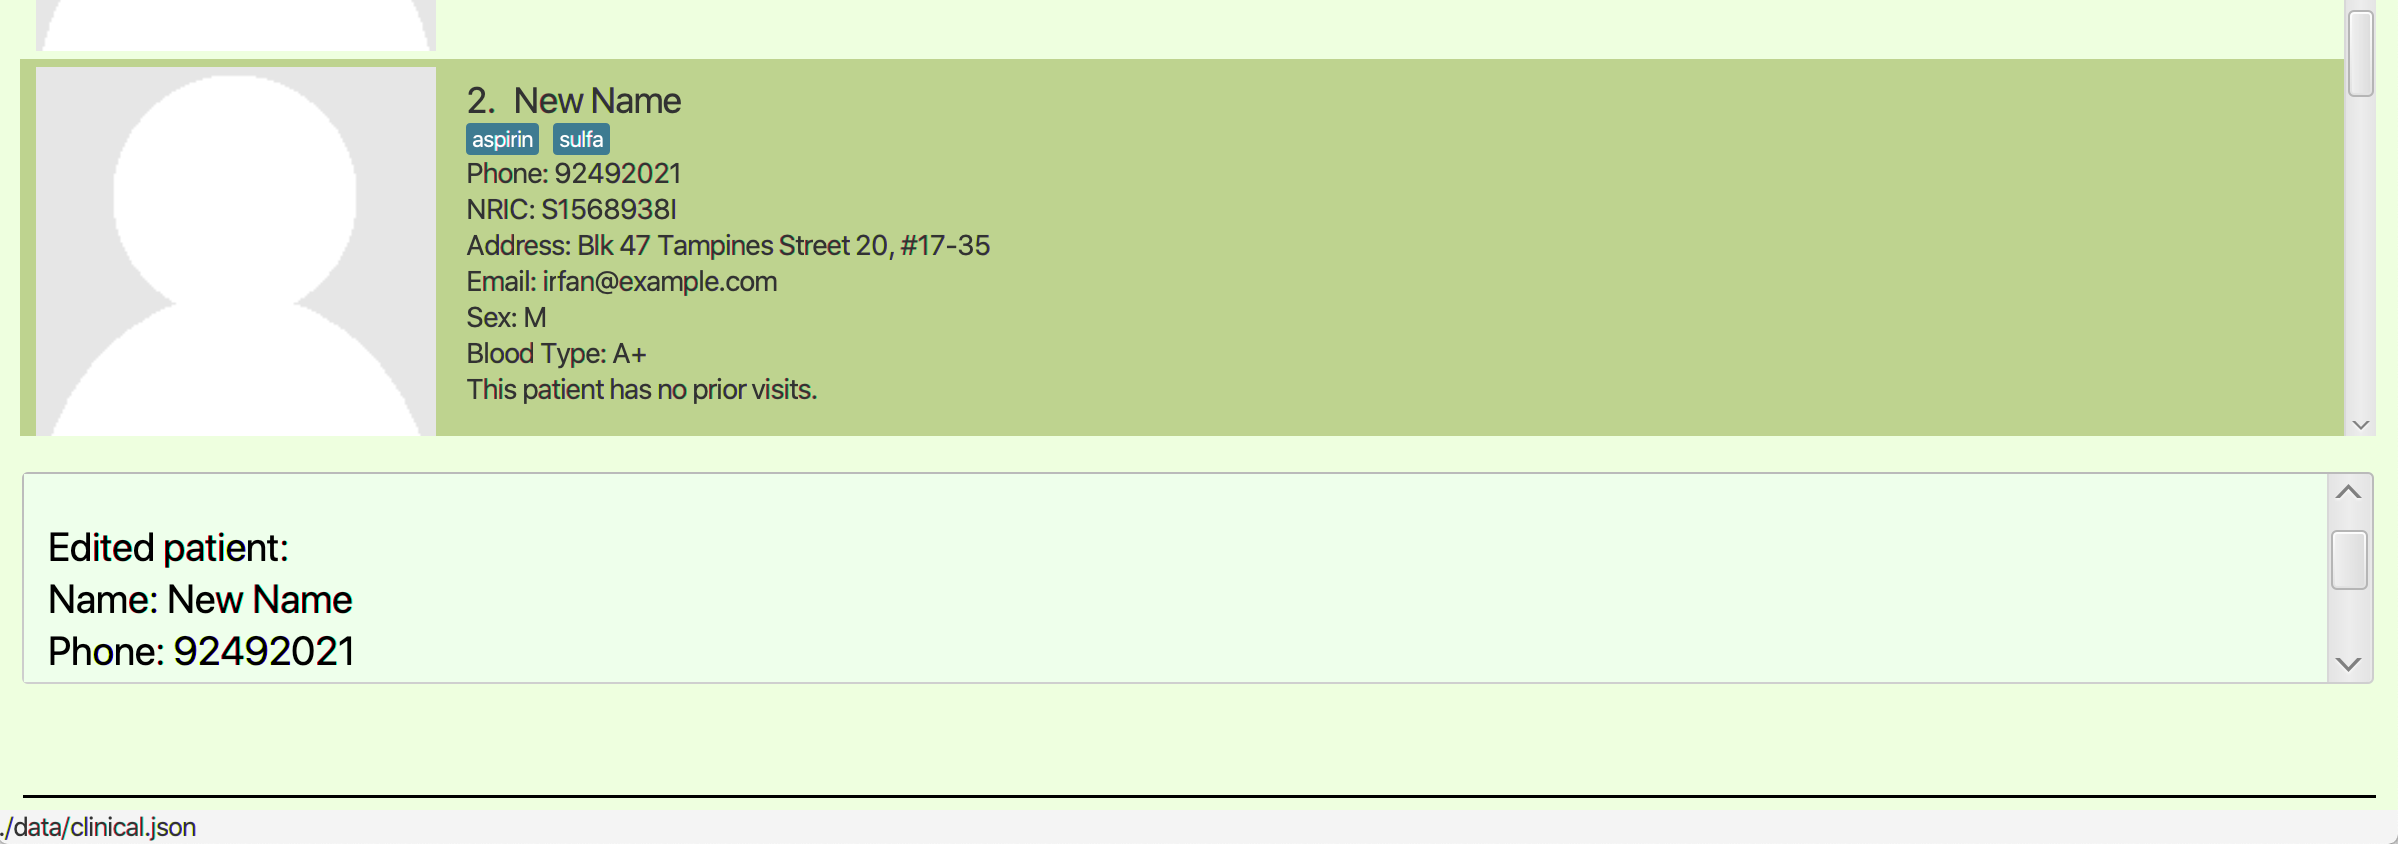 2. New Name
aspirin sulfa
Phone: 92492021
NRIC: S1568938I
Address: Blk 47 Tampines Street 20, #17-35
Email: irfan@example.com
Sex: M
Blood Type: A+
This patient has no prior visits.
Edited patient:
Name: New Name
Phone: 92492021
./data/clinical.json